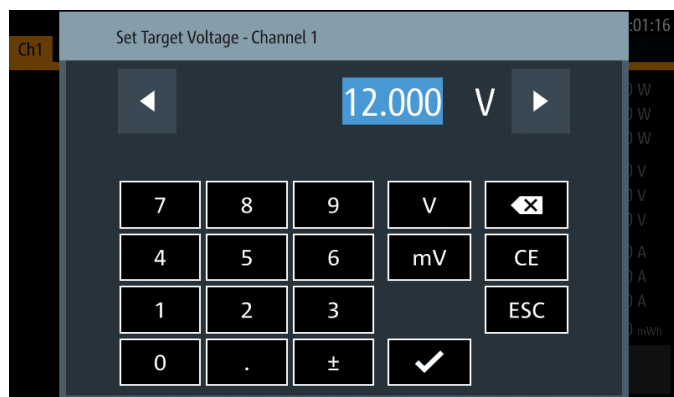 Set Target Voltage - Channel 1
:01:16
Ch1
12.000 V
W
W
W
V
V
V
A
A
A
mWh
7 8 9 V
4 5 6 mV CE
1 2 3 ESC
0 . ±